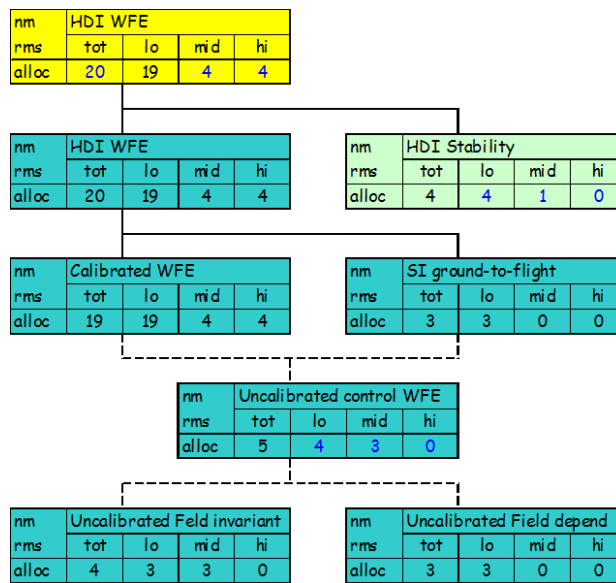 nm HDI WFE
rms tot lo mid hi
alloc 20 19 4 4
nm HDI WFE
rms tot lo mid hi
alloc 20 19 4 4
nm HDI Stability
rms tot lo mid hi
alloc 4 4 1 0
nm Calibrated WFE
rms tot lo mid hi
alloc 19 19 4 4
nm SI ground-to-flight
rms tot lo mid hi
alloc 3 3 0 0
nm Uncalibrated control WFE
rms tot lo mid hi
alloc 5 4 3 0
nm Uncalibrated Feld invariant
rms tot lo mid hi
alloc 4 3 3 0
nm Uncalibrated Field depend
rms tot lo mid hi
alloc 3 3 0 0